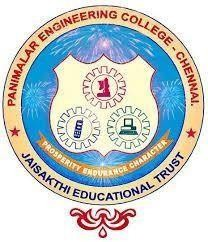 PANIMALAR ENGINEERING COLLEGE - CHENNAI.
PROSPERITY ENDURANCE CHARACTER
JAISAKTHI EDUCATIONAL TRUST